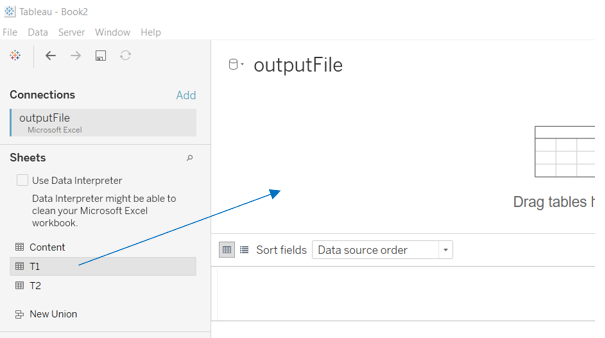 Tableau - Book2
File Data Server Window Help
Connections Add
outputFile
Microsoft Excel
Sheets
Use Data Interpreter
Data Interpreter might be able to
clean your Microsoft Excel
workbook.
Content
T1
T2
New Union
outputFile
Drag tables
Sort fields Data source order